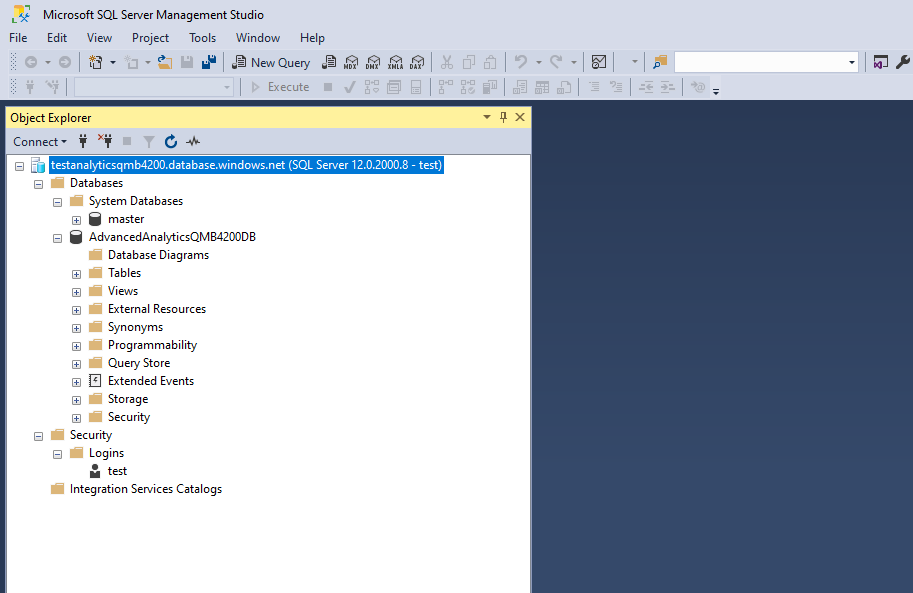 Microsoft SQL Server Management Studio
File Edit View Project Tools Window Help
New Query MDX DMX XMLA DAX
Execute
Object Explorer
Connect
testanalyticsqmb4200.database.windows.net (SQL Server 12.0.2000.8 - test)
Databases
System Databases
master
AdvancedAnalyticsQMB4200DB
Database Diagrams
Tables
Views
External Resources
Synonyms
Programmability
Query Store
Extended Events
Storage
Security
Security
Logins
test
Integration Services Catalogs